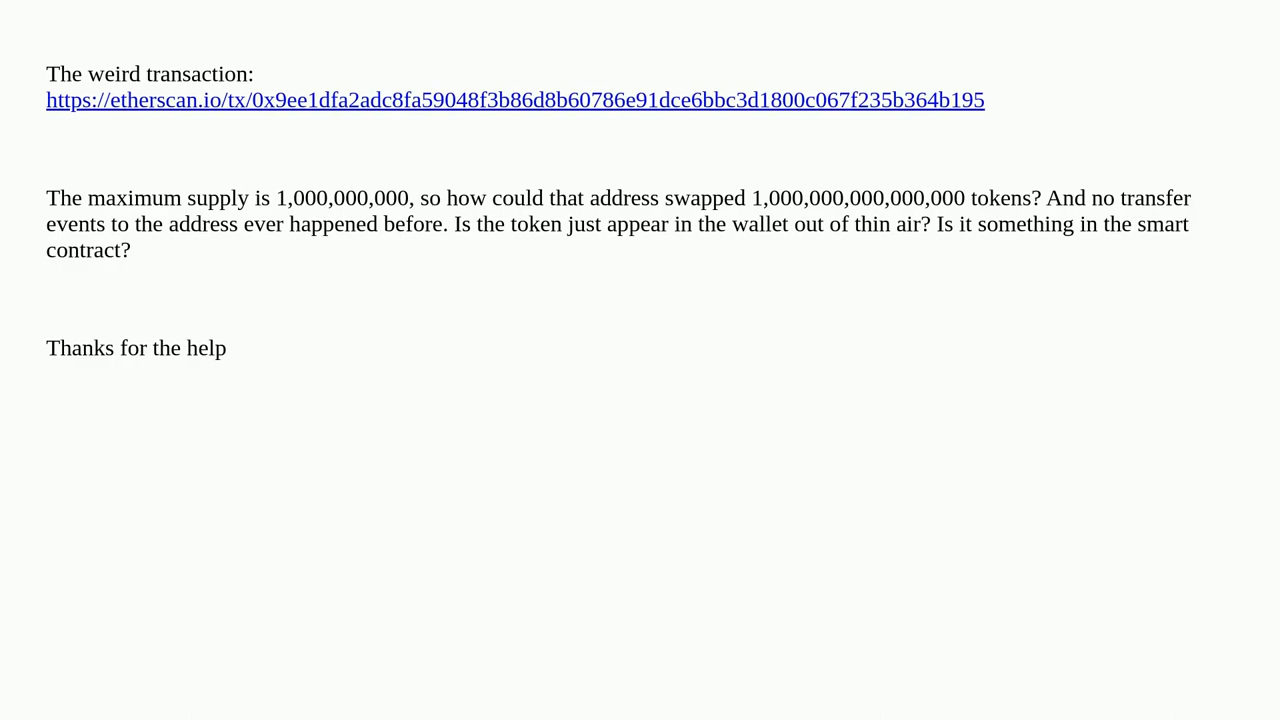 The weird transaction:
https://etherscan.io/tx/0x9ee1dfa2adc8fa59048f3b86d8b60786e91dce6bbc3d1800c067f235b364b195
The maximum supply is 1,000,000,000, so how could that address swapped 1,000,000,000,000,000 tokens? And no transfer
events to the address ever happened before. Is the token just appear in the wallet out of thin air? Is it something in the smart
contract?
Thanks for the help